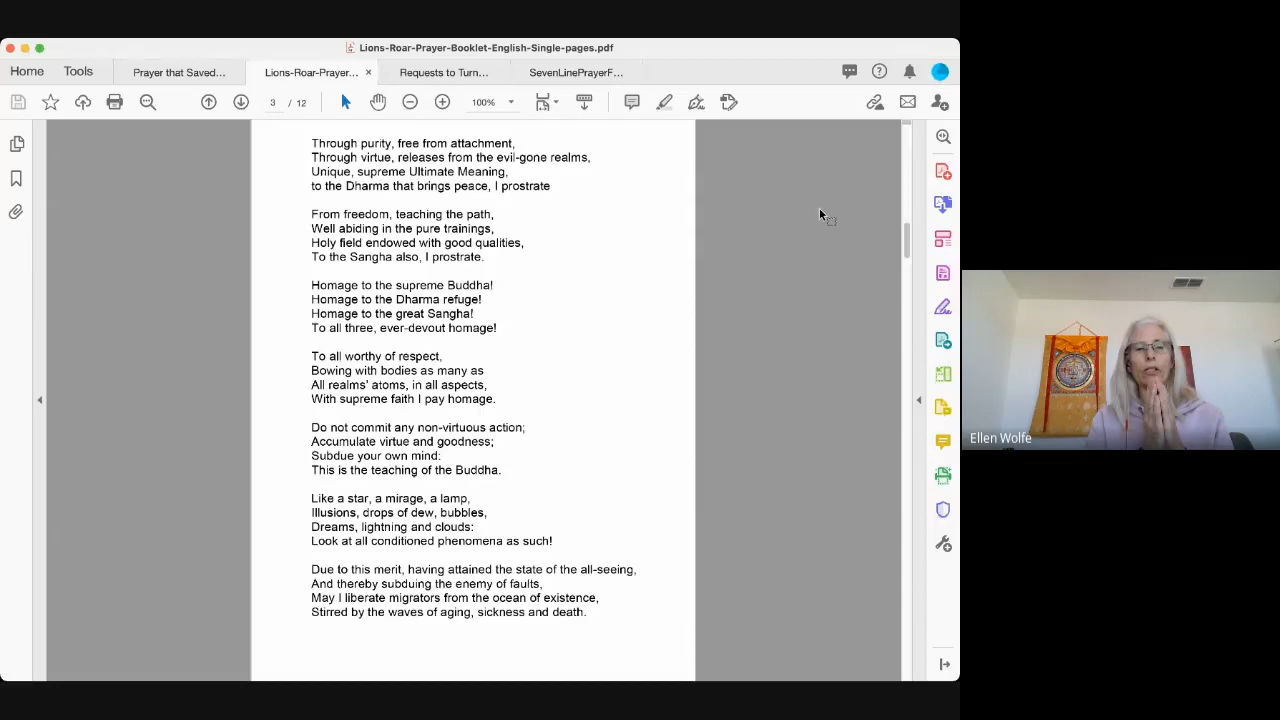 Lions-Roar-Prayer-Booklet-English-Single-pages.pdf
Home
Tools
Prayer that Saved...
Lions-Roar-Prayer... ×
Requests to Turn...
SevenLinePrayerF...
3 / 12
100%
Through purity, free from attachment,
Through virtue, releases from the evil-gone realms,
Unique, supreme Ultimate Meaning,
to the Dharma that brings peace, I prostrate
From freedom, teaching the path,
Well abiding in the pure trainings,
Holy field endowed with good qualities,
To the Sangha also, I prostrate.
Homage to the supreme Buddha!
Homage to the Dharma refuge!
Homage to the great Sangha!
To all three, ever-devout homage!
To all worthy of respect,
Bowing with bodies as many as
All realms' atoms, in all aspects,
With supreme faith I pay homage.
Do not commit any non-virtuous action;
Accumulate virtue and goodness;
Subdue your own mind:
This is the teaching of the Buddha.
Like a star, a mirage, a lamp,
Illusions, drops of dew, bubbles,
Dreams, lightning and clouds:
Look at all conditioned phenomena as such!
Due to this merit, having attained the state of the all-seeing,
And thereby subduing the enemy of faults,
May I liberate migrators from the ocean of existence,
Stirred by the waves of aging, sickness and death.
Ellen Wolfe